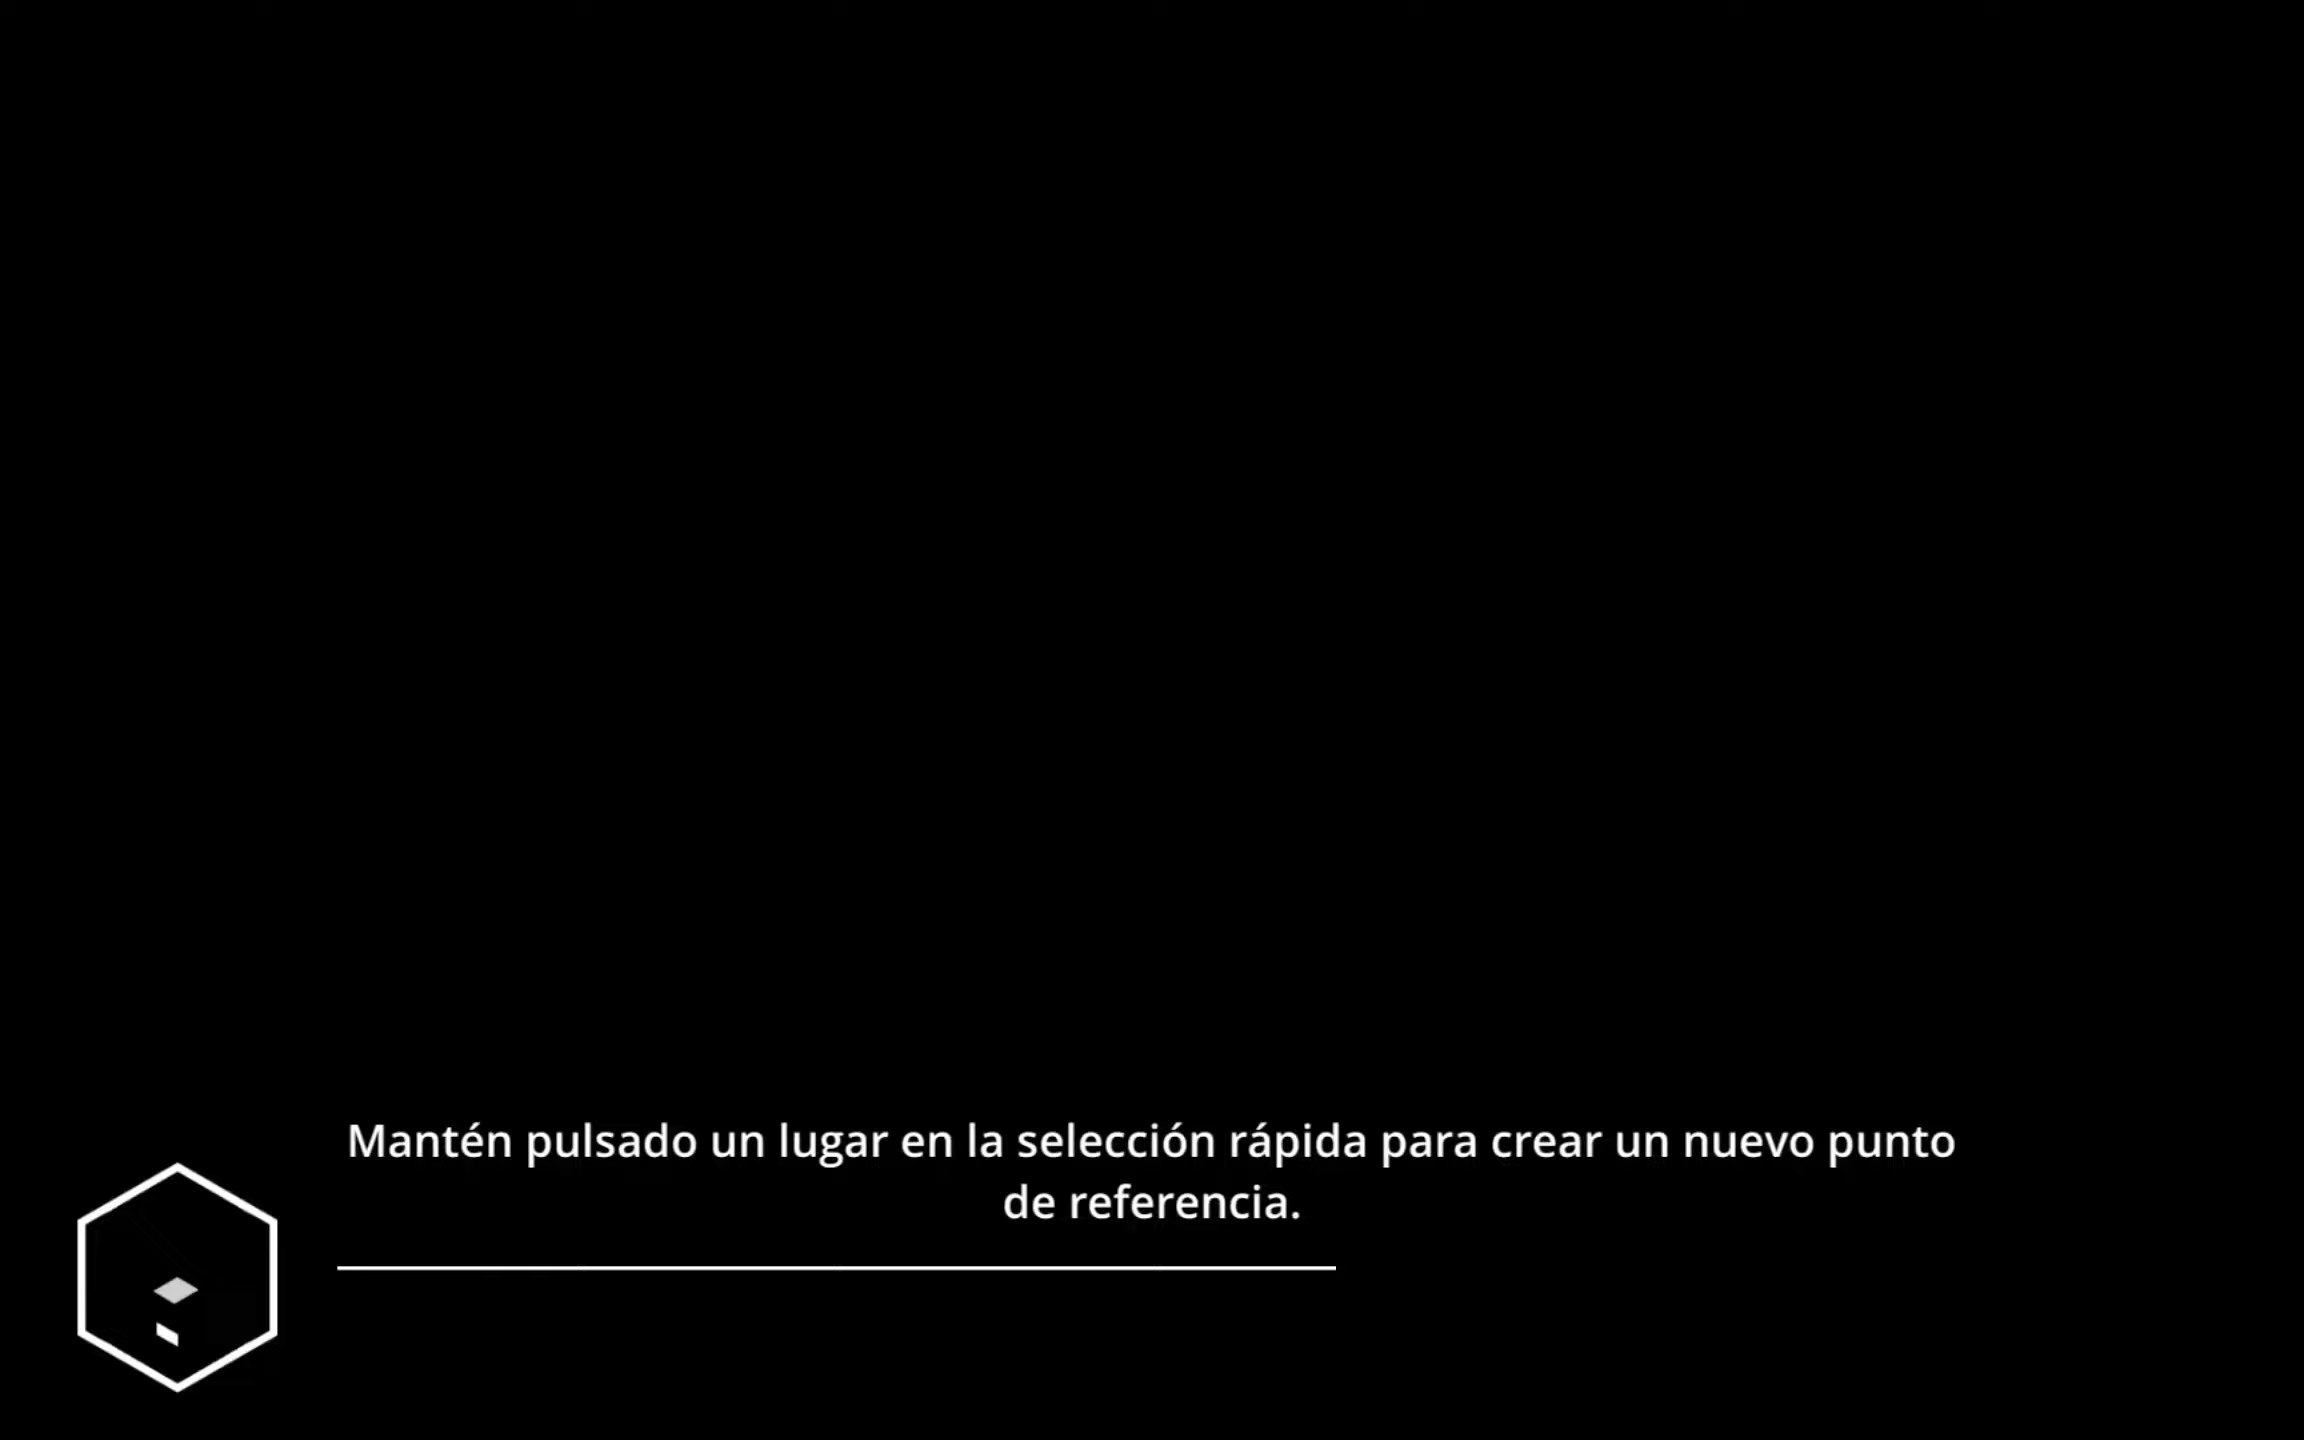 Mantén pulsado un lugar en la selección rápida para crear un nuevo punto
de referencia.